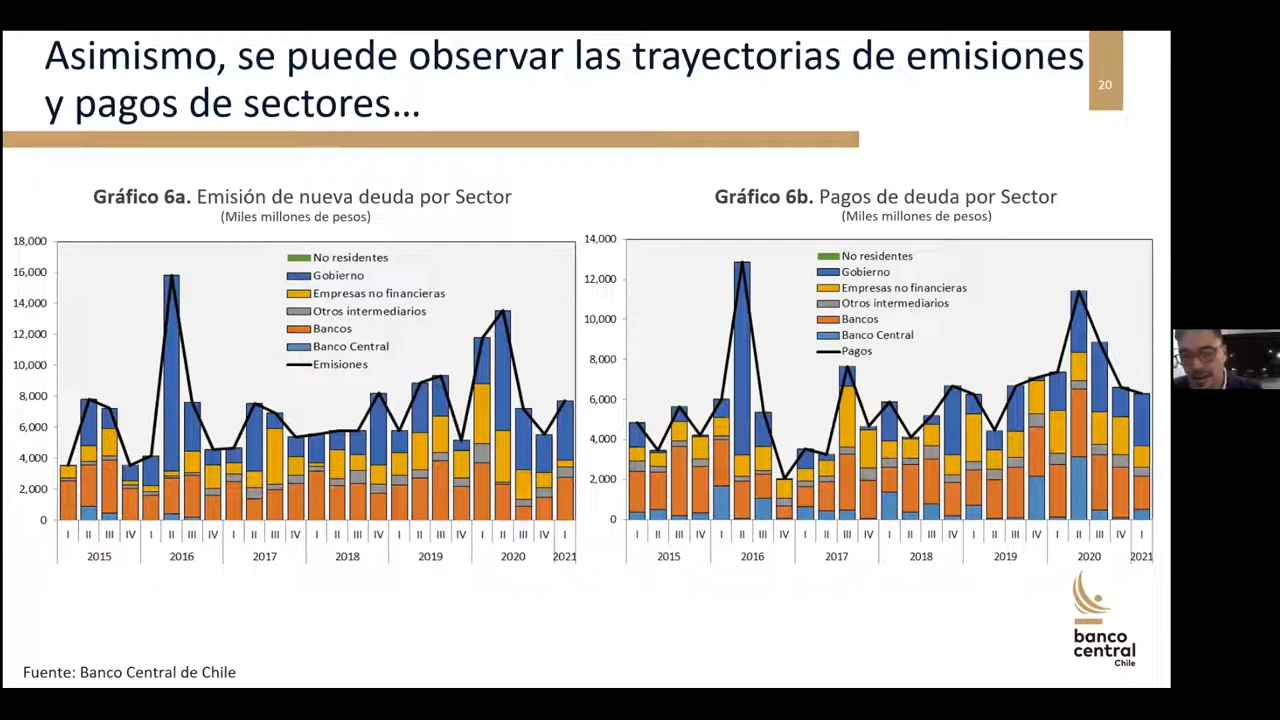 Asimismo, se puede observar las trayectorias de emisiones
y pagos de sectores…
20
Gráfico 6a. Emisión de nueva deuda por Sector
(Miles millones de pesos)
18,000
16,000
14,000
12,000
10,000
8,000
6,000
4,000
2,000
0
No residentes
Gobierno
Empresas no financieras
Otros intermediarios
Bancos
Banco Central
Emisiones
I II III IV I II III IV I II III IV I II III IV I II III IV I II III IV I
2015 2016 2017 2018 2019 2020 2021
Gráfico 6b. Pagos de deuda por Sector
(Miles millones de pesos)
14,000
12,000
10,000
8,000
6,000
4,000
2,000
0
No residentes
Gobierno
Empresas no financieras
Otros intermediarios
Bancos
Banco Central
Pagos
I II III IV I II III IV I II III IV I II III IV I II III IV I II III IV I
2015 2016 2017 2018 2019 2020 2021
banco
central
Chile
Fuente: Banco Central de Chile